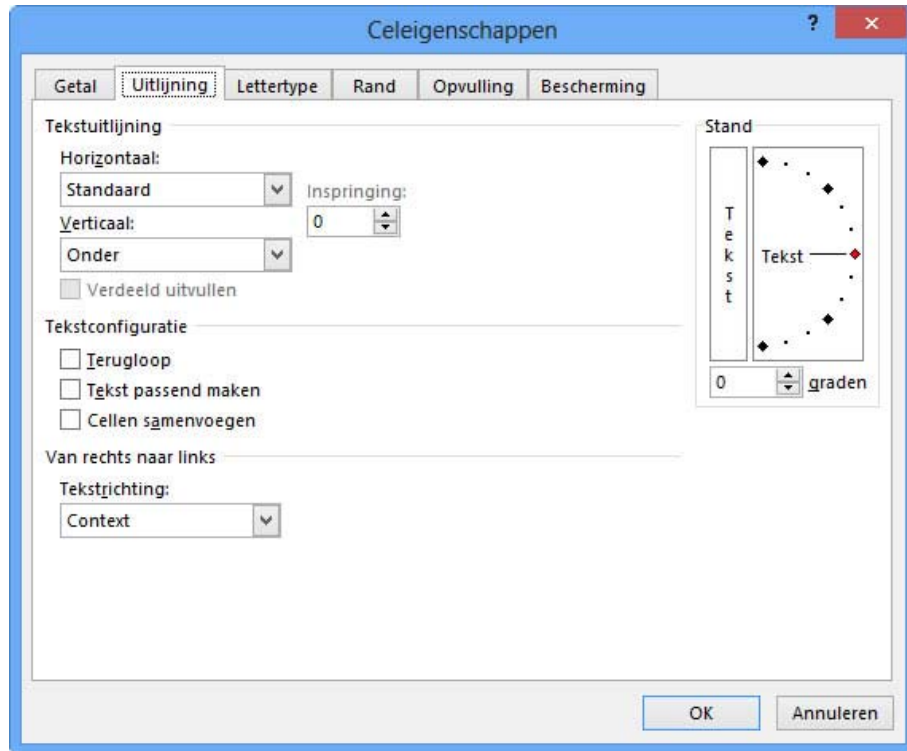 Celeigenschappen ?
Getal Uitlijning Lettertype Rand Opvulling Bescherming
Tekstuitlijning
Horizontaal:
Standaard
Inspringing:
0
Verticaal:
Onder
Verdeeld uitvullen
Tekstconfiguratie
Terugloop
Tekst passend maken
Cellen samenvoegen
Van rechts naar links
Tekstrichting:
Context
Stand
Tekst
Tekst
0 graden
OK Annuleren